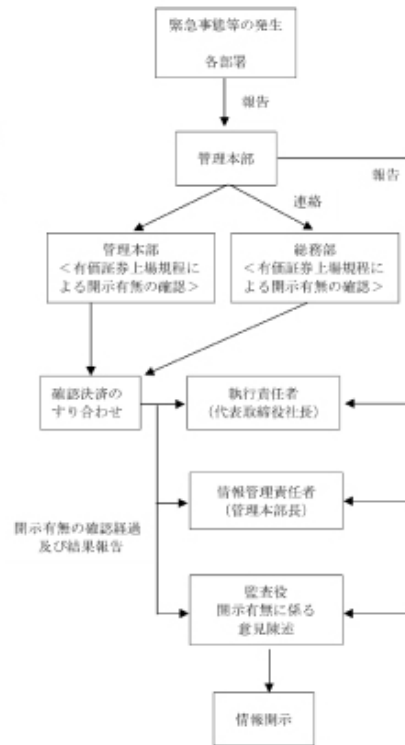 緊急事態等の発生
各部署
報告
管理本部
報告
連絡
管理本部
＜有価証券上場規程に
よる開示有無の確認＞
総務部
＜有価証券上場規程に
よる開示有無の確認＞
確認決済の
すり合わせ
執行責任者
（代表取締役社長）
情報管理責任者
（管理本部長）
開示有無の確認経過
及び結果報告
監査役
開示有無に係る
意見陳述
情報開示